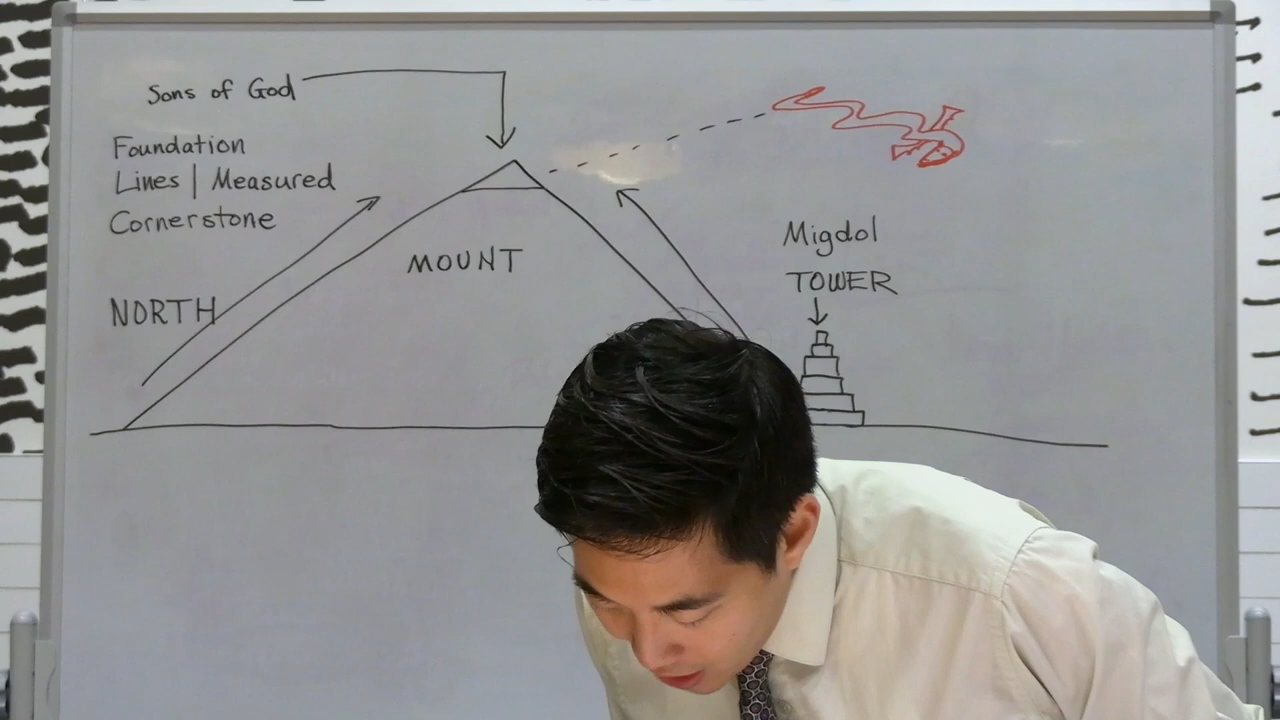 Sons of God
Foundation
Lines | Measured
Cornerstone
NORTH
MOUNT
Migdol
TOWER